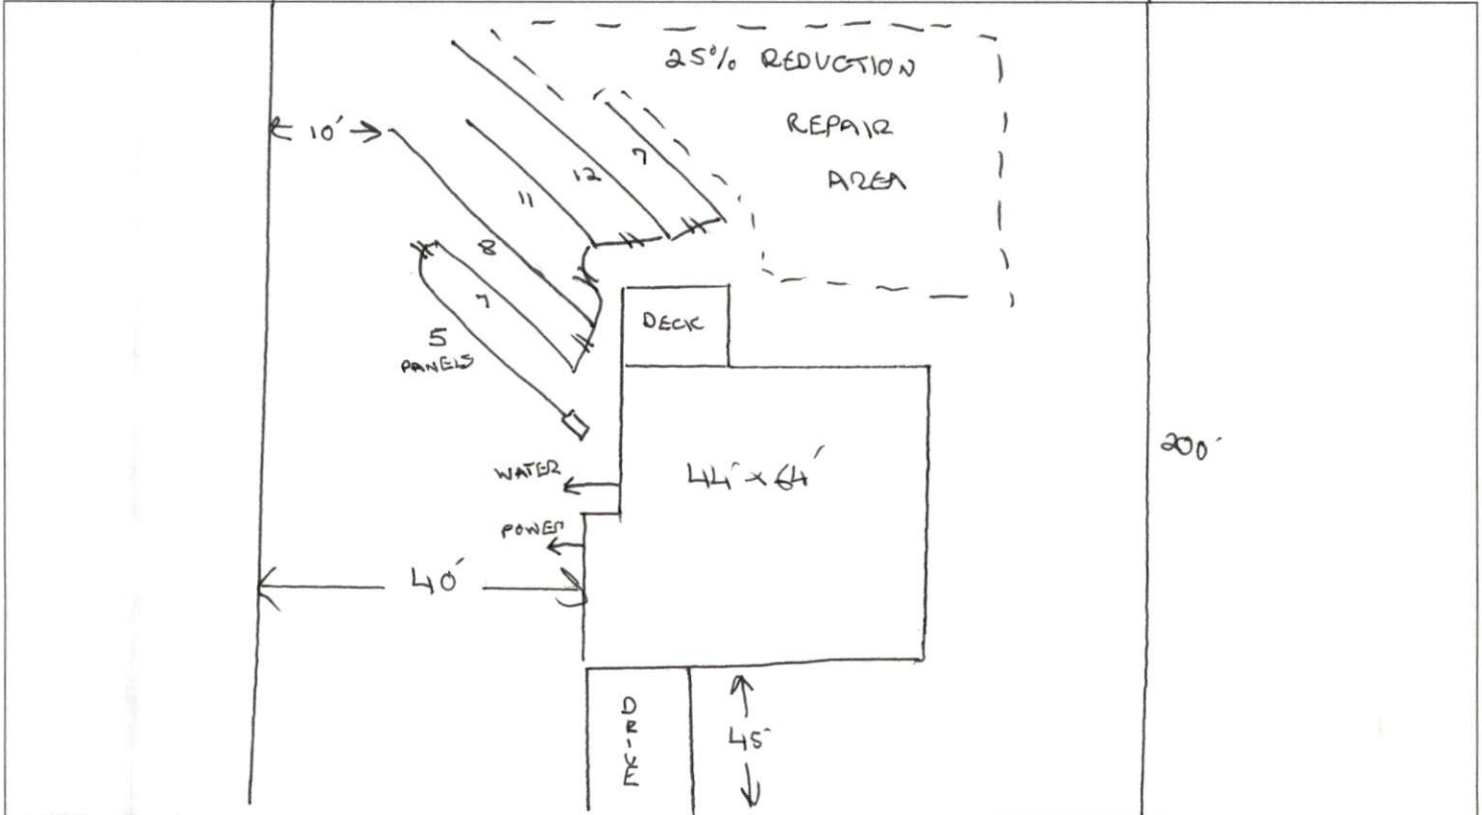 25% REDUCTION
REPAIR
AREA
10'
7
12
11
8
7
5
PANELS
DECK
WATER
44' x 64'
200'
POWER
40'
DRIVE
45'